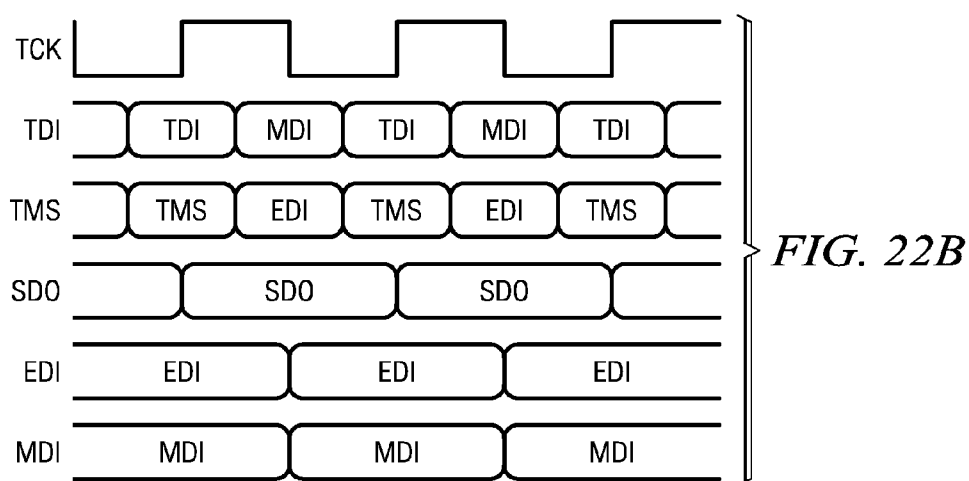 TCK
TDI TDI MDI TDI MDI TDI
TMS TMS EDI TMS EDI TMS
SDO SDO SDO
EDI EDI EDI EDI
MDI MDI MDI MDI
FIG. 22B